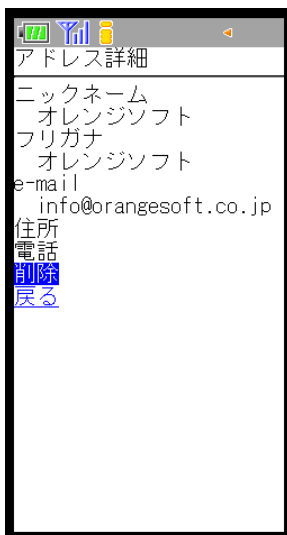 アドレス詳細
ニックネーム
オレンジソフト
フリガナ
オレンジソフト
e-mail
info@orangesoft.co.jp
住所
電話
削除
戻る